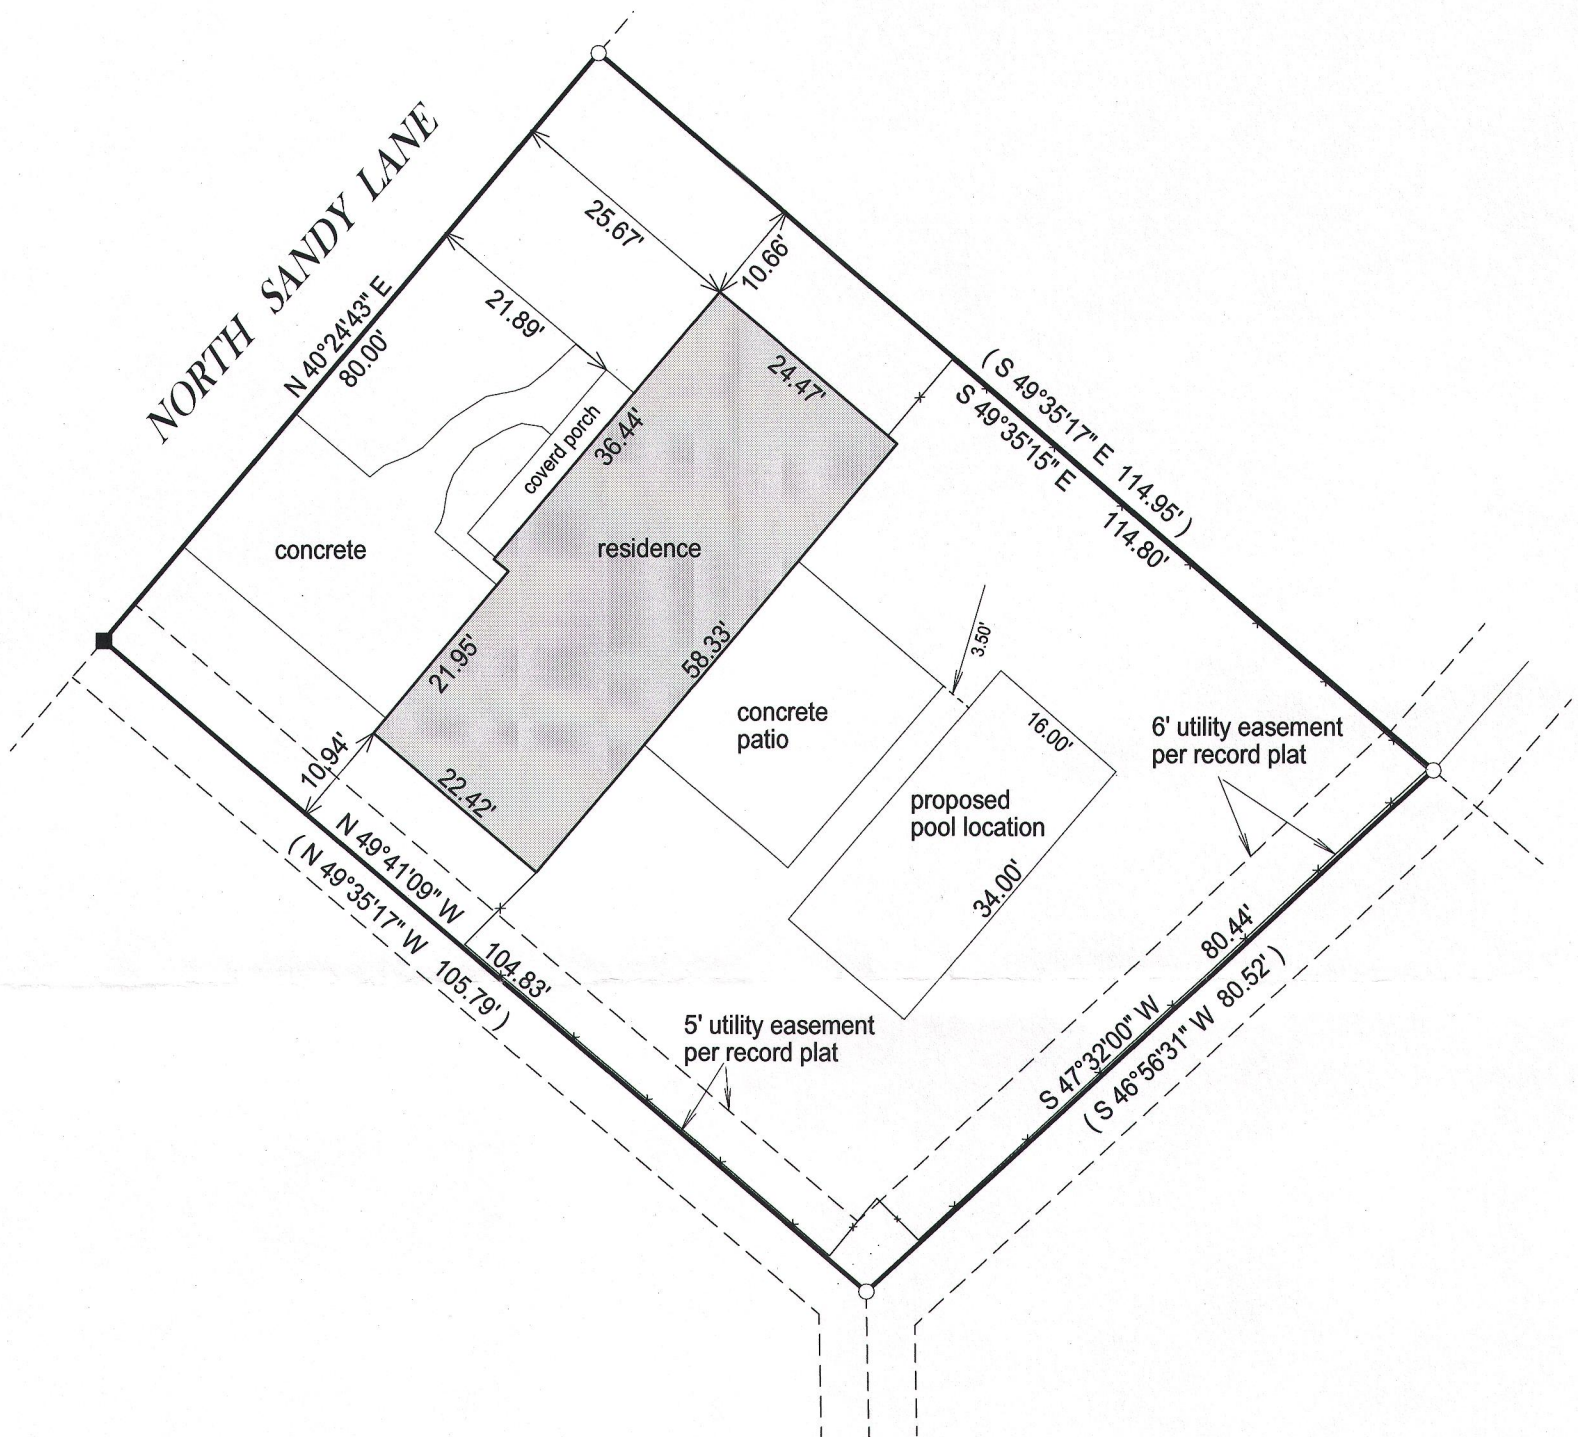 NORTH SANDY LANE
N 40°24'43" E
80.00'
25.67'
10.66'
21.89'
24.47'
36.44'
coverd porch
( S 49°35'17" E 114.95' )
S 49°35'15" E 114.80'
concrete
residence
21.95'
58.33'
3.50'
concrete
patio
16.00'
proposed
pool location
34.00'
6' utility easement
per record plat
10.94'
22.42'
N 49°41'09" W 104.83'
( N 49°35'17" W 105.79' )
5' utility easement
per record plat
S 47°32'00" W 80.44'
( S 46°56'31" W 80.52' )